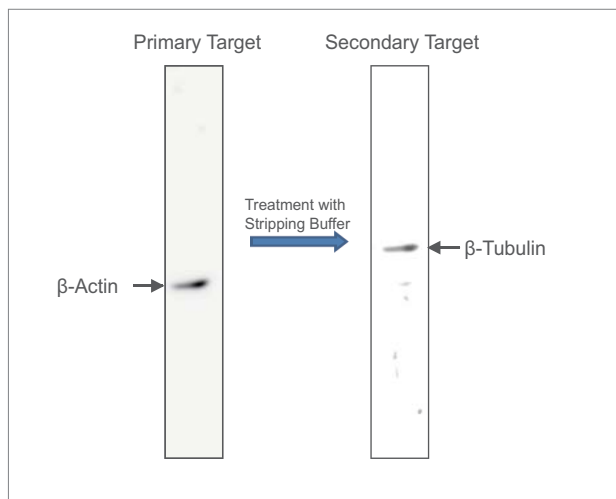 Primary Target
Secondary Target
Treatment with
Stripping Buffer
β-Tubulin
β-Actin